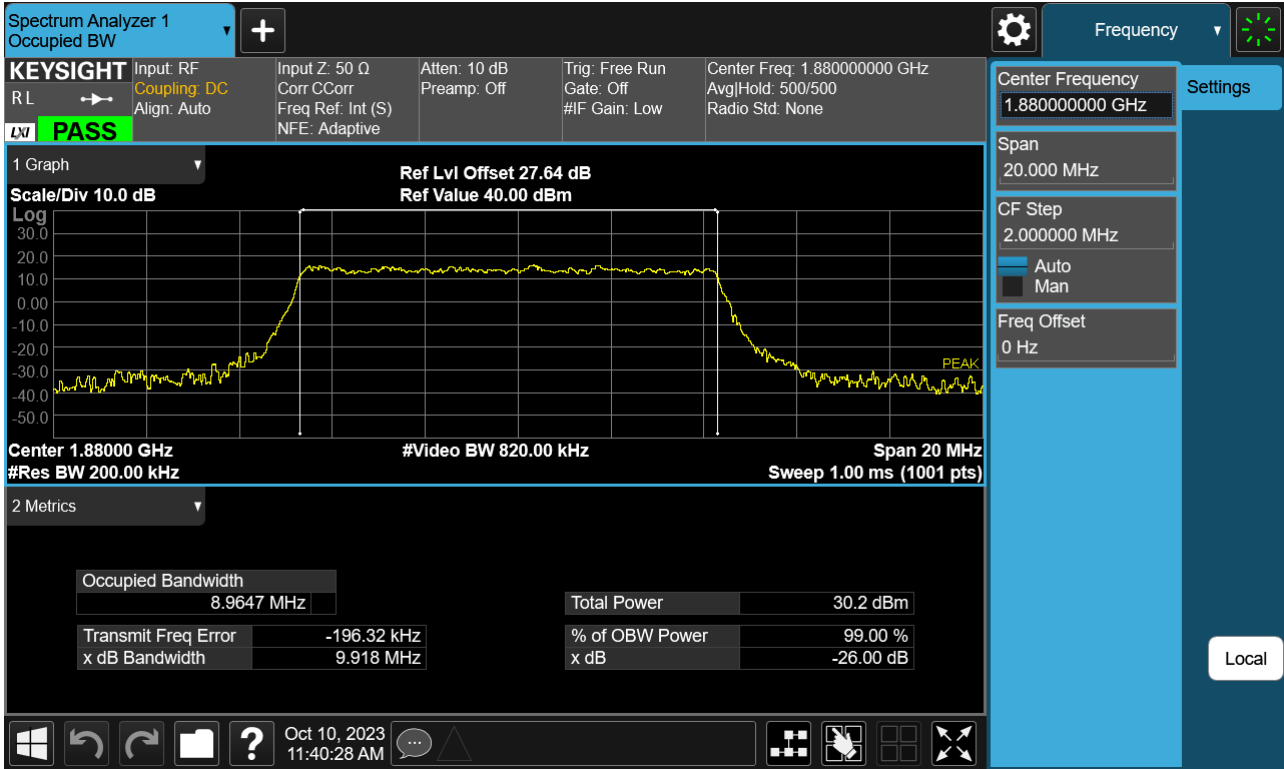 Spectrum Analyzer 1
Occupied BW
Frequency
KEYSIGHT
R L
LXI
PASS
Input: RF
Coupling: DC
Align: Auto
Input Z: 50 Ω
Corr CCorr
Freq Ref: Int (S)
NFE: Adaptive
Atten: 10 dB
Preamp: Off
Trig: Free Run
Gate: Off
#IF Gain: Low
Center Freq: 1.880000000 GHz
Avg|Hold: 500/500
Radio Std: None
Center Frequency
1.880000000 GHz
Settings
Span
20.000 MHz
CF Step
2.000000 MHz
Auto
Man
Freq Offset
0 Hz
Local
1 Graph
Ref Lvl Offset 27.64 dB
Scale/Div 10.0 dB
Ref Value 40.00 dBm
Log
30.0
20.0
10.0
0.00
-10.0
-20.0
-30.0
-40.0
-50.0
PEAK
Center 1.88000 GHz
#Video BW 820.00 kHz
Span 20 MHz
#Res BW 200.00 kHz
Sweep 1.00 ms (1001 pts)
2 Metrics
Occupied Bandwidth
8.9647 MHz
Total Power 30.2 dBm
Transmit Freq Error -196.32 kHz
% of OBW Power 99.00 %
x dB Bandwidth 9.918 MHz
x dB -26.00 dB
?
Oct 10, 2023
11:40:28 AM